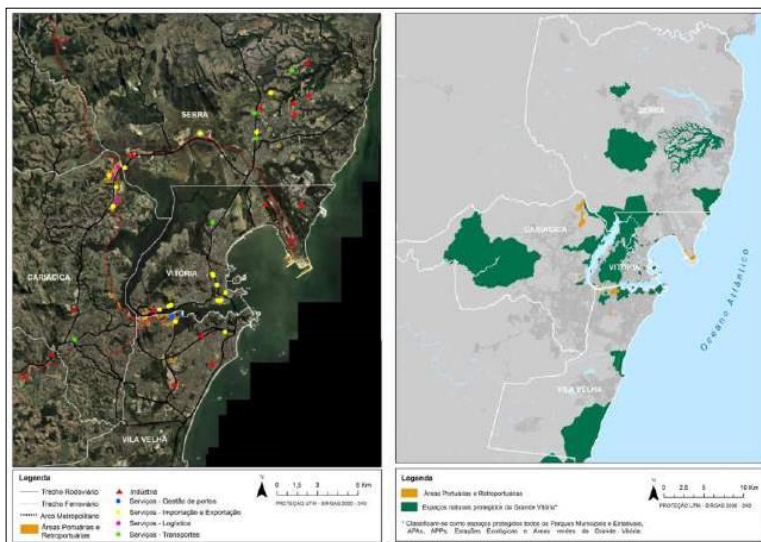 SERRA
CARIACICA
VITÓRIA
VILA VELHA
Legenda
Trecho Rodoviário
Trecho Ferroviário
Arco Metropolitano
Áreas Portuárias e
Retroportuárias
Indústria
Serviços - Gestão de portos
Serviços - Importação e Exportação
Serviços - Logística
Serviços - Transportes
N
0 1,5 3 6 Km
SERRA
CARIACICA
VITÓRIA
VILA VELHA
Oceano Atlântico
Legenda
Áreas Portuárias e Retroportuárias
Espaços naturais protegidos da Grande Vitória*
* Classificam-se como espaços protegidos todos os Parques Municipais e Estaduais,
APAs, APPs, Estações Ecológicas e Áreas verdes da Grande Vitória.
N
0 2,5 5 10 Km